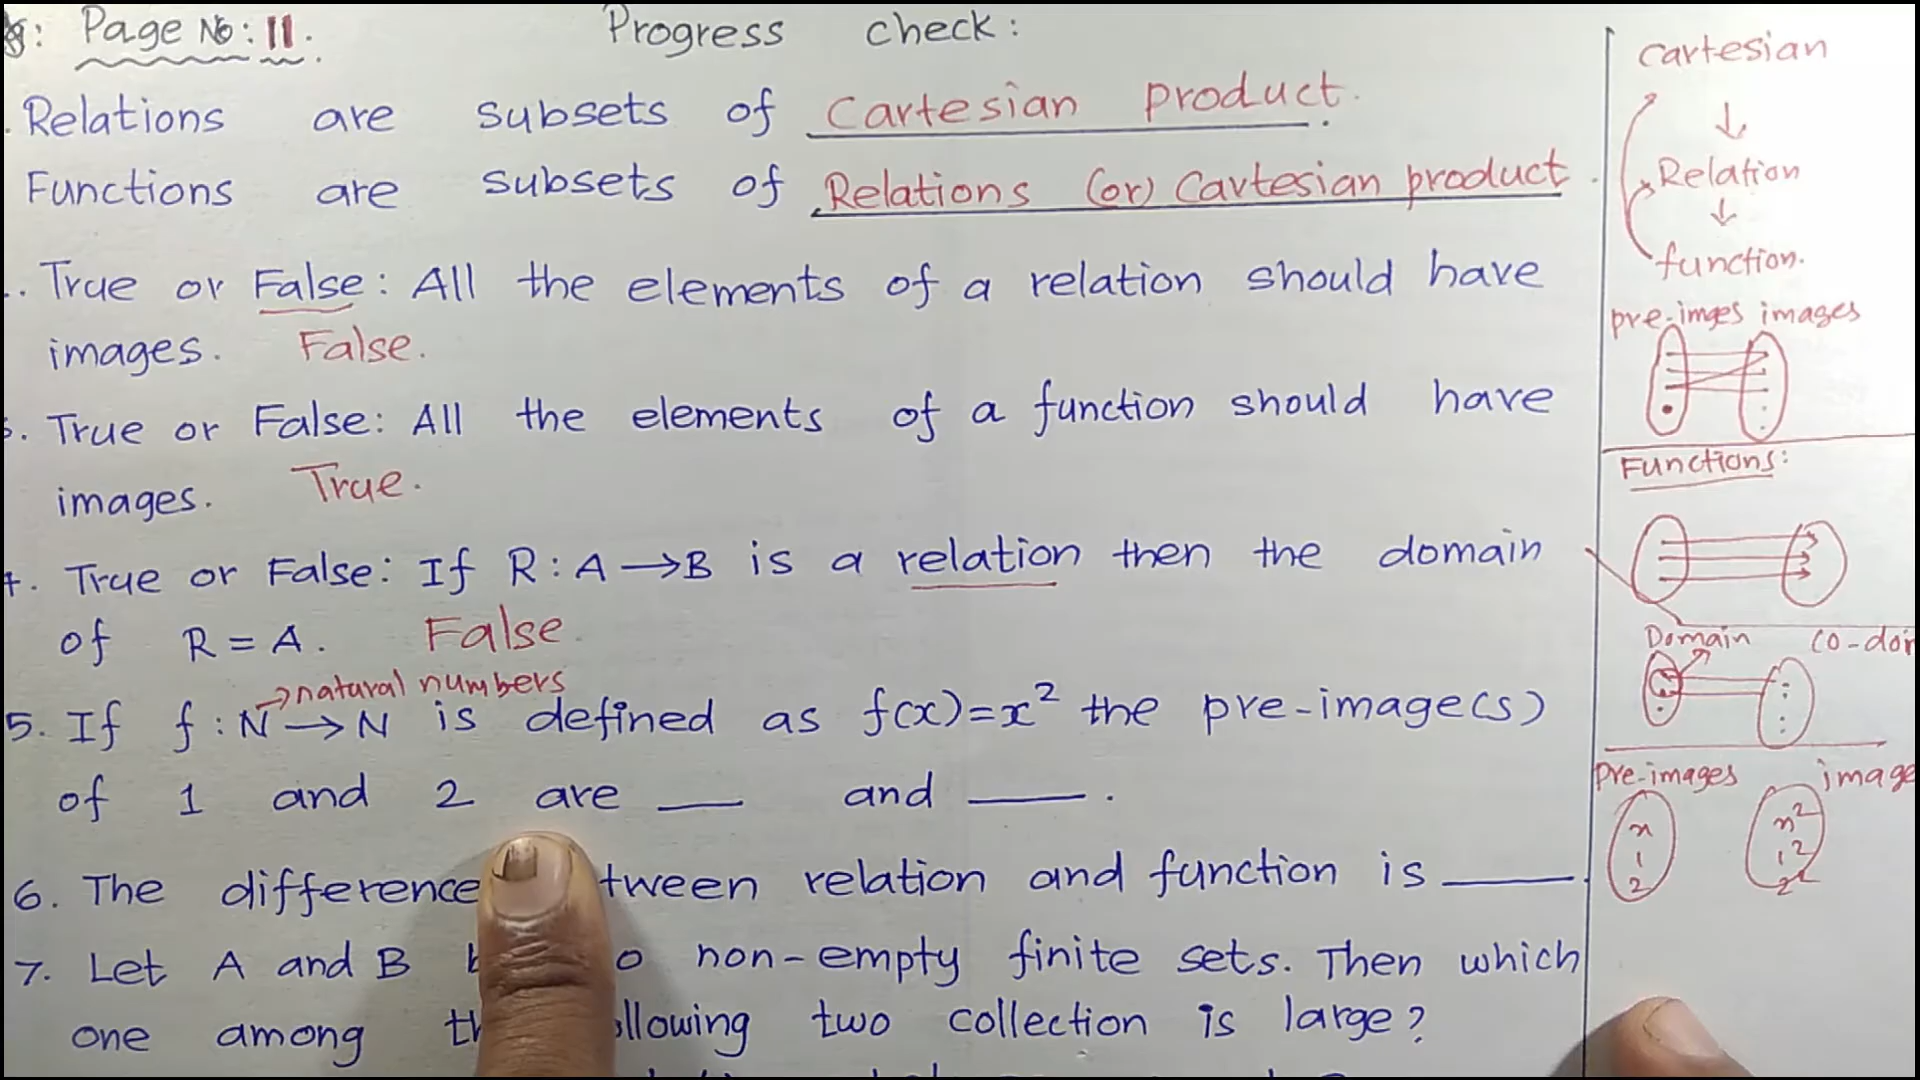 Page No: 11.
Progress check:
Relations are subsets of Cartesian product.
Functions are subsets of Relations (or) Cartesian product.
True or False: All the elements of a relation should have
images. False.
True or False: All the elements of a function should have
images. True.
True or False: If R : A → B is a relation then the domain
of R = A. False
→ natural numbers
5. If f : N → N is defined as f(x) = x² the pre-image(s)
of 1 and 2 are ___ and ___.
6. The difference tween relation and function is ___.
7. Let A and B non-empty finite sets. Then which
one among two collection is large?
Cartesian
↓
Relation
↓
function.
pre-imges images
Functions:
Domain
Pre-images
x x²
1 1²
2 2²